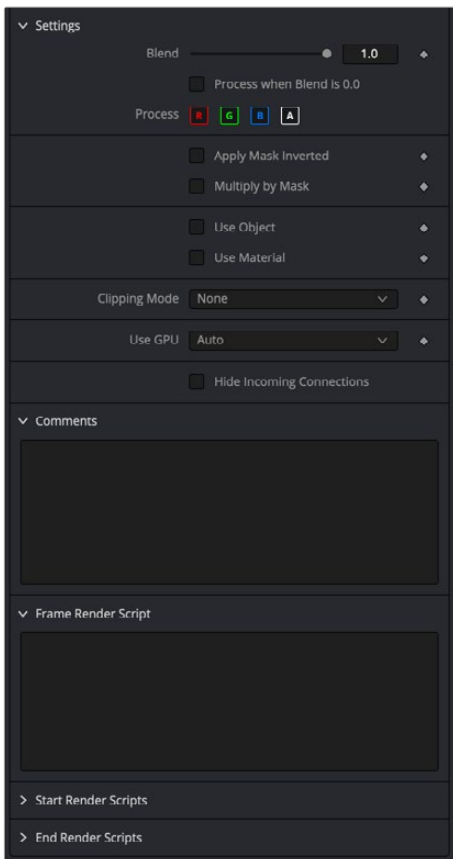 Settings
Blend 1.0
Process when Blend is 0.0
Process R G B A
Apply Mask Inverted
Multiply by Mask
Use Object
Use Material
Clipping Mode None
Use GPU Auto
Hide Incoming Connections
Comments
Frame Render Script
Start Render Scripts
End Render Scripts